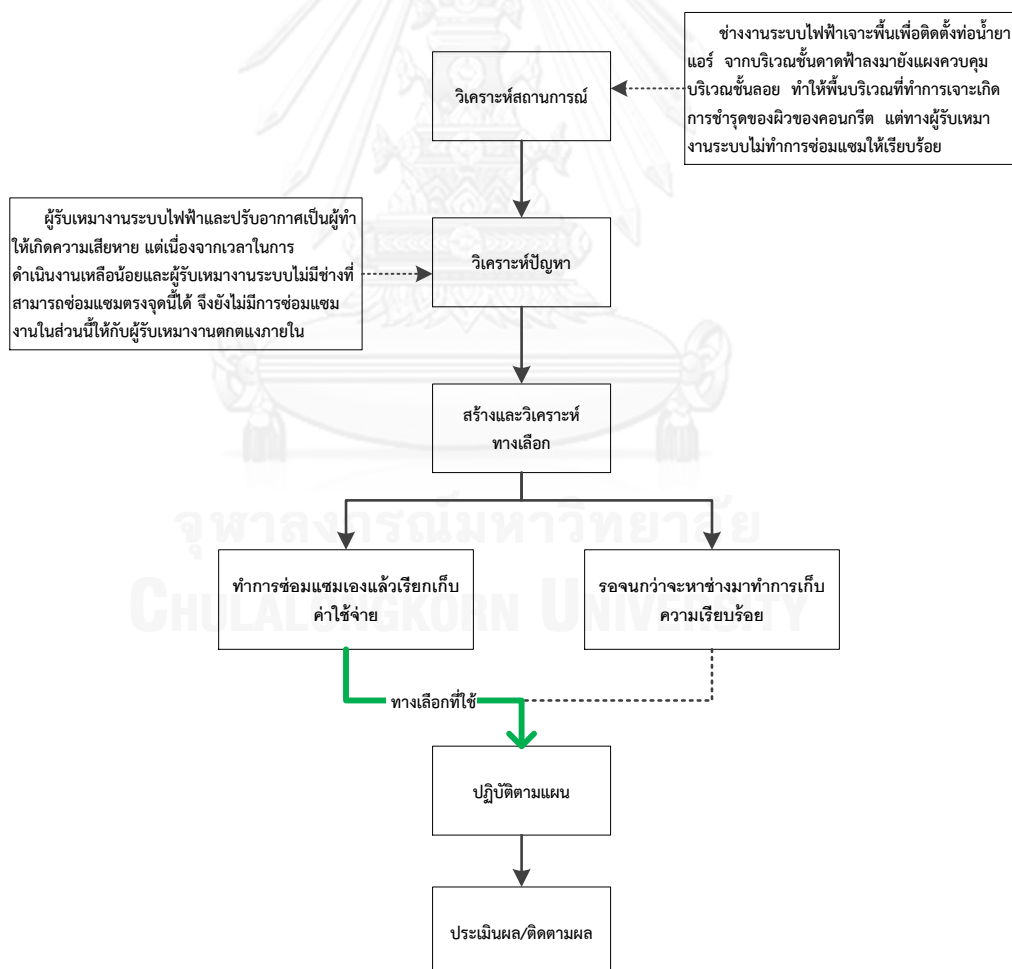 ช่างงานระบบไฟฟ้าเจาะพื้นเพื่อติดตั้งท่อน้ำยา
แอร์ จากบริเวณชั้นดาดฟ้าลงมายังแผงควบคุม
บริเวณชั้นลอย ทำให้พื้นบริเวณที่ทำการเจาะเกิด
การชำรุดของผิวของคอนกรีต แต่ทางผู้รับเหมา
งานระบบไม่ทำการซ่อมแซมให้เรียบร้อย
วิเคราะห์สถานการณ์
ผู้รับเหมางานระบบไฟฟ้าและปรับอากาศเป็นผู้ทำ
ให้เกิดความเสียหาย แต่เนื่องจากเวลาในการ
ดำเนินงานเหลือน้อยและผู้รับเหมางานระบบไม่มีช่างที่
สามารถซ่อมแซมตรงจุดนี้ได้ จึงยังไม่มีการซ่อมแซม
งานในส่วนนี้ให้กับผู้รับเหมางานตกตแงภายใน
วิเคราะห์ปัญหา
สร้างและวิเคราะห์
ทางเลือก
จุฬาลงกรณ์มหาวิทยาลัย
CHULALONGKORN UNIVERSITY
ทำการซ่อมแซมเองแล้วเรียกเก็บ
ค่าใช้จ่าย
รอจนกว่าจะหาช่างมาทำการเก็บ
ความเรียบร้อย
ทางเลือกที่ใช้
ปฏิบัติตามแผน
ประเมินผล/ติดตามผล